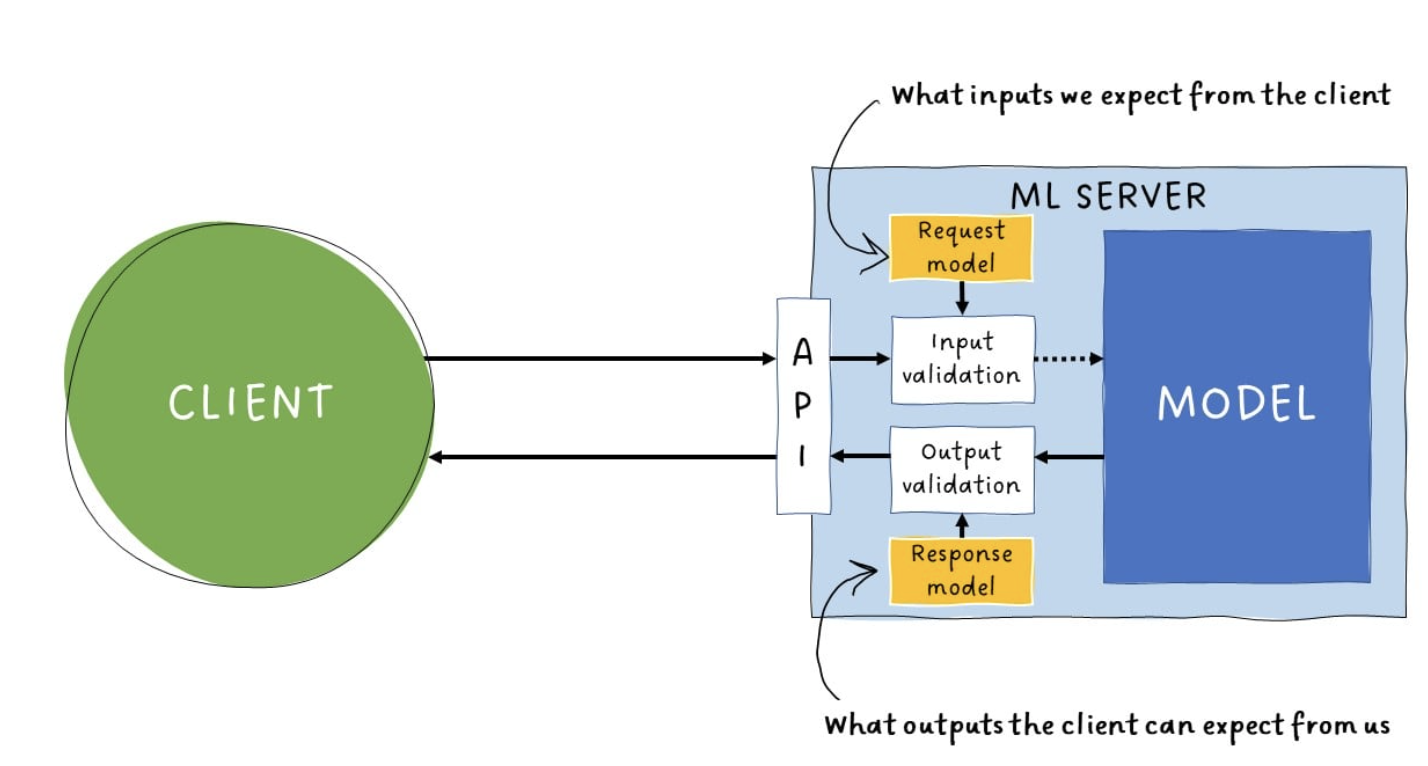 What inputs we expect from the client
ML SERVER
Request
model
Input
validation
A
P
I
CLIENT
MODEL
Output
validation
Response
model
What outputs the client can expect from us